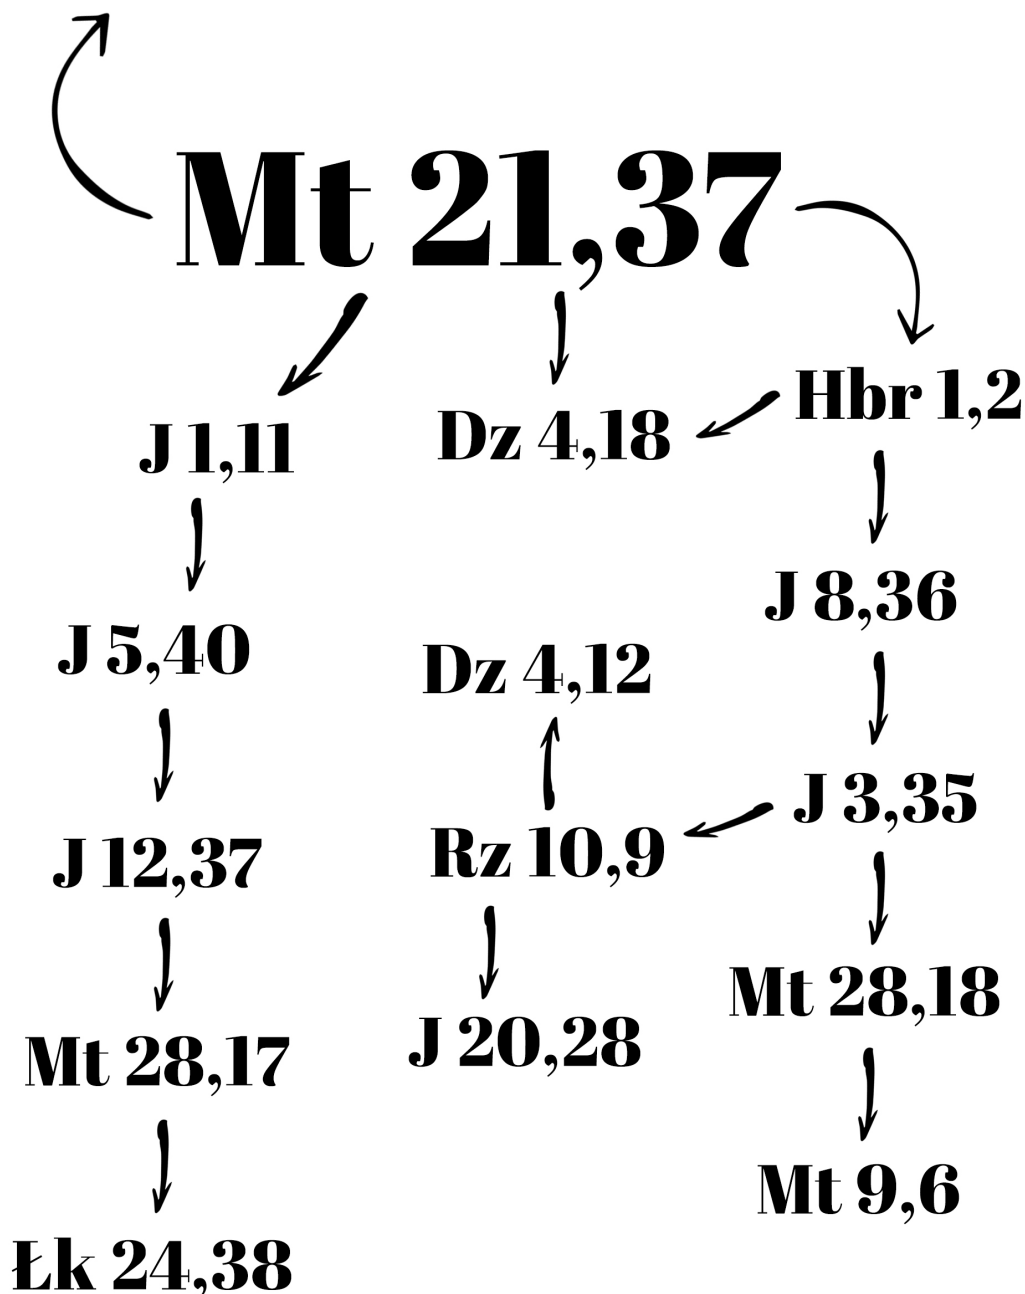 Mt 21,37
Hbr 1,2
Dz 4,18
J 1,11
J 8,36
J 5,40
Dz 4,12
J 3,35
Rz 10,9
J 12,37
Mt 28,18
J 20,28
Mt 28,17
Mt 9,6
Łk 24,38